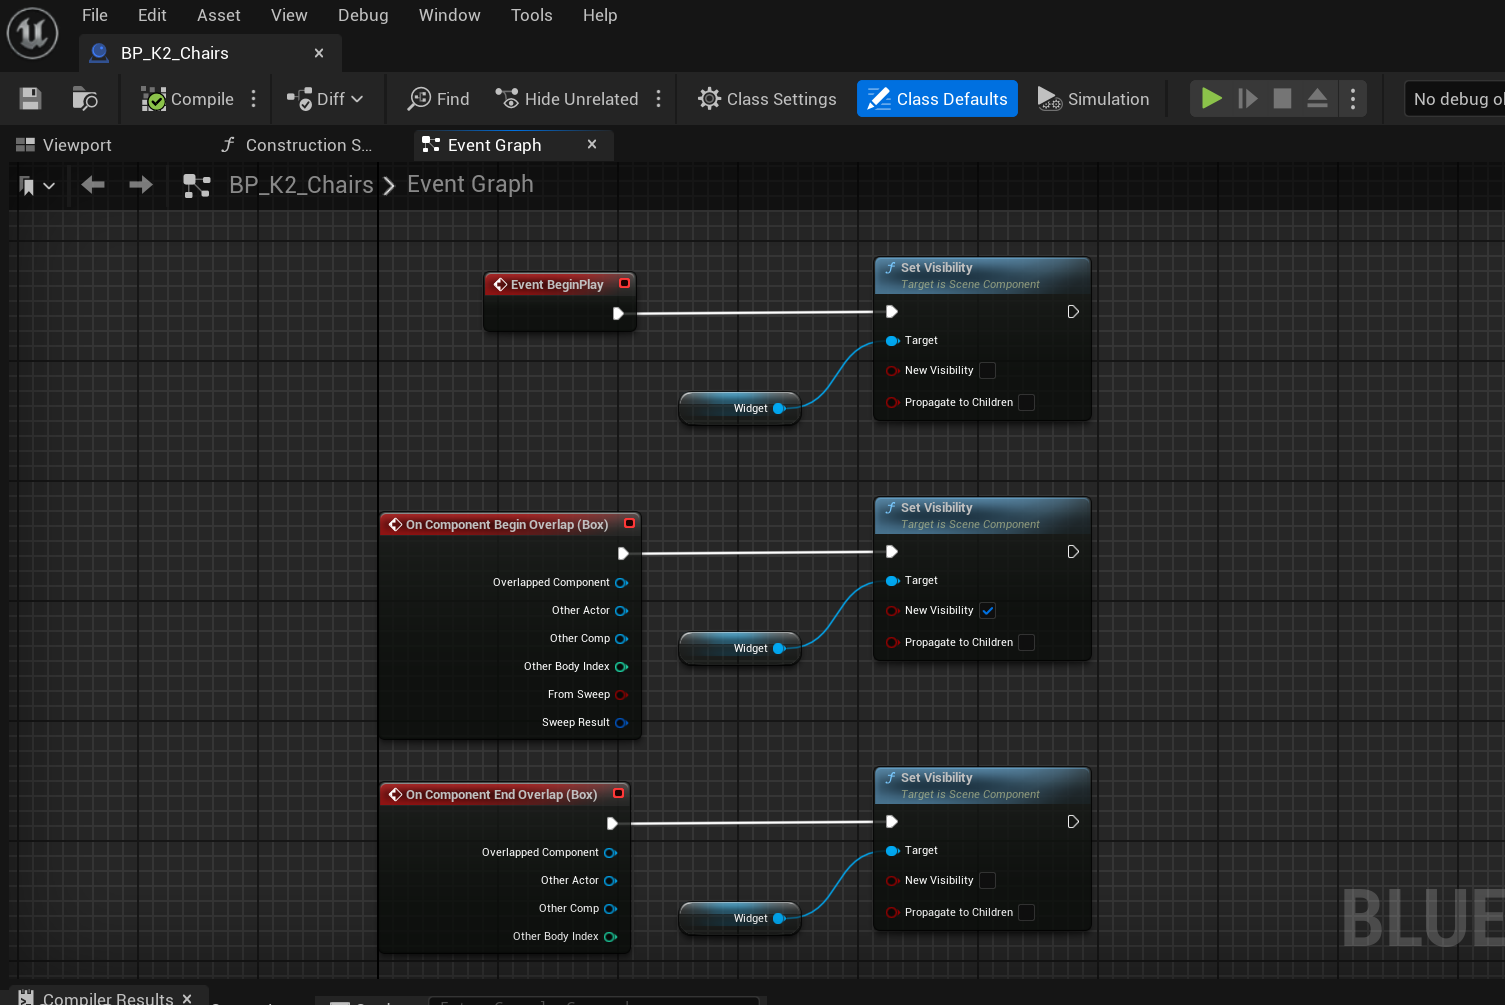 File Edit Asset View Debug Window Tools Help
BP_K2_Chairs
Compile Diff Find Hide Unrelated Class Settings Class Defaults Simulation No debug
Viewport Construction S... Event Graph
BP_K2_Chairs > Event Graph
Event BeginPlay
Set Visibility
Target is Scene Component
Target
New Visibility
Propagate to Children
Widget
On Component Begin Overlap (Box)
Overlapped Component
Other Actor
Other Comp
Other Body Index
From Sweep
Sweep Result
Set Visibility
Target is Scene Component
Target
New Visibility
Propagate to Children
Widget
On Component End Overlap (Box)
Overlapped Component
Other Actor
Other Comp
Other Body Index
Set Visibility
Target is Scene Component
Target
New Visibility
Propagate to Children
Widget
BLUE
Compiler Results